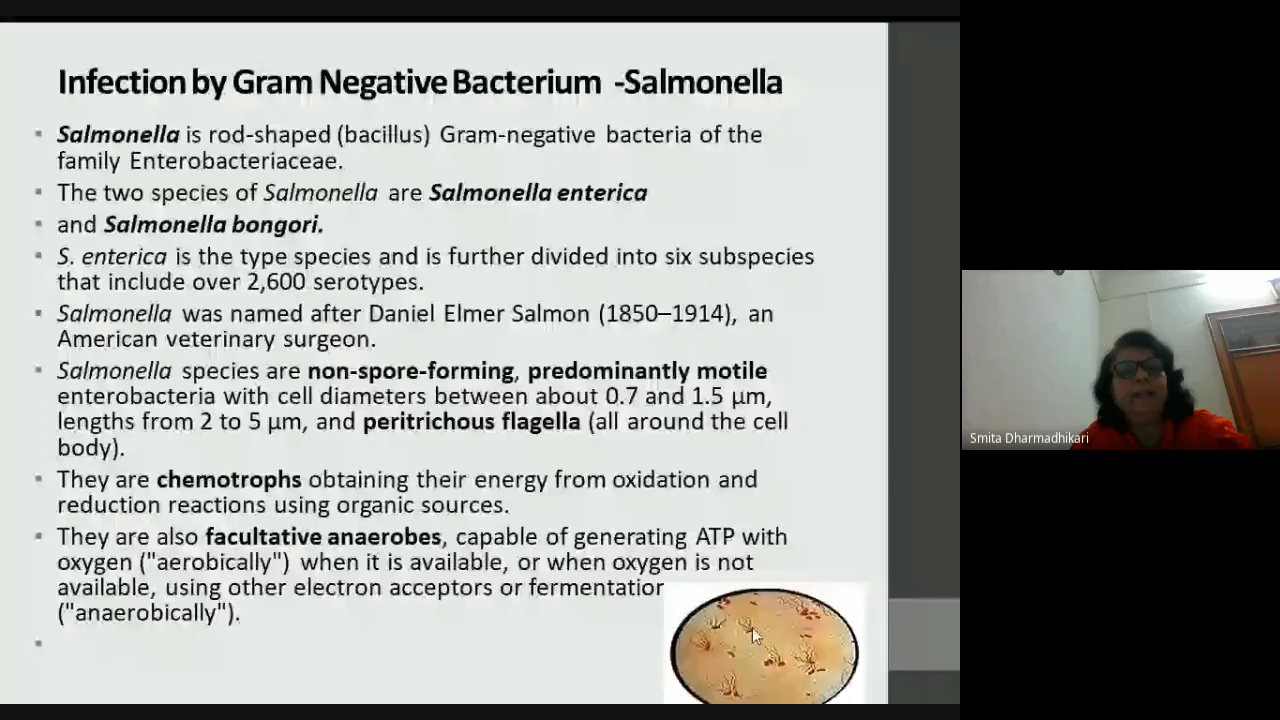 Infection by Gram Negative Bacterium -Salmonella
Salmonella is rod-shaped (bacillus) Gram-negative bacteria of the
family Enterobacteriaceae.
The two species of Salmonella are Salmonella enterica
and Salmonella bongori.
S. enterica is the type species and is further divided into six subspecies
that include over 2,600 serotypes.
Salmonella was named after Daniel Elmer Salmon (1850–1914), an
American veterinary surgeon.
Salmonella species are non-spore-forming, predominantly motile
enterobacteria with cell diameters between about 0.7 and 1.5 μm,
lengths from 2 to 5 μm, and peritrichous flagella (all around the cell
body).
They are chemotrophs obtaining their energy from oxidation and
reduction reactions using organic sources.
They are also facultative anaerobes, capable of generating ATP with
oxygen ("aerobically") when it is available, or when oxygen is not
available, using other electron acceptors or fermentation
("anaerobically").
Smita Dharmadhikari